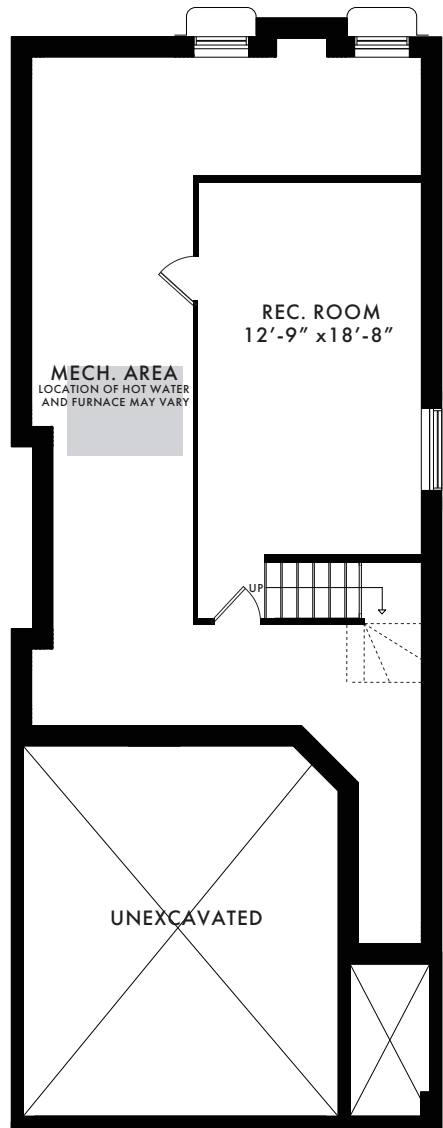 REC. ROOM
12'-9" x18'-8"
MECH. AREA
LOCATION OF HOT WATER
AND FURNACE MAY VARY
UP
UNEXCAVATED